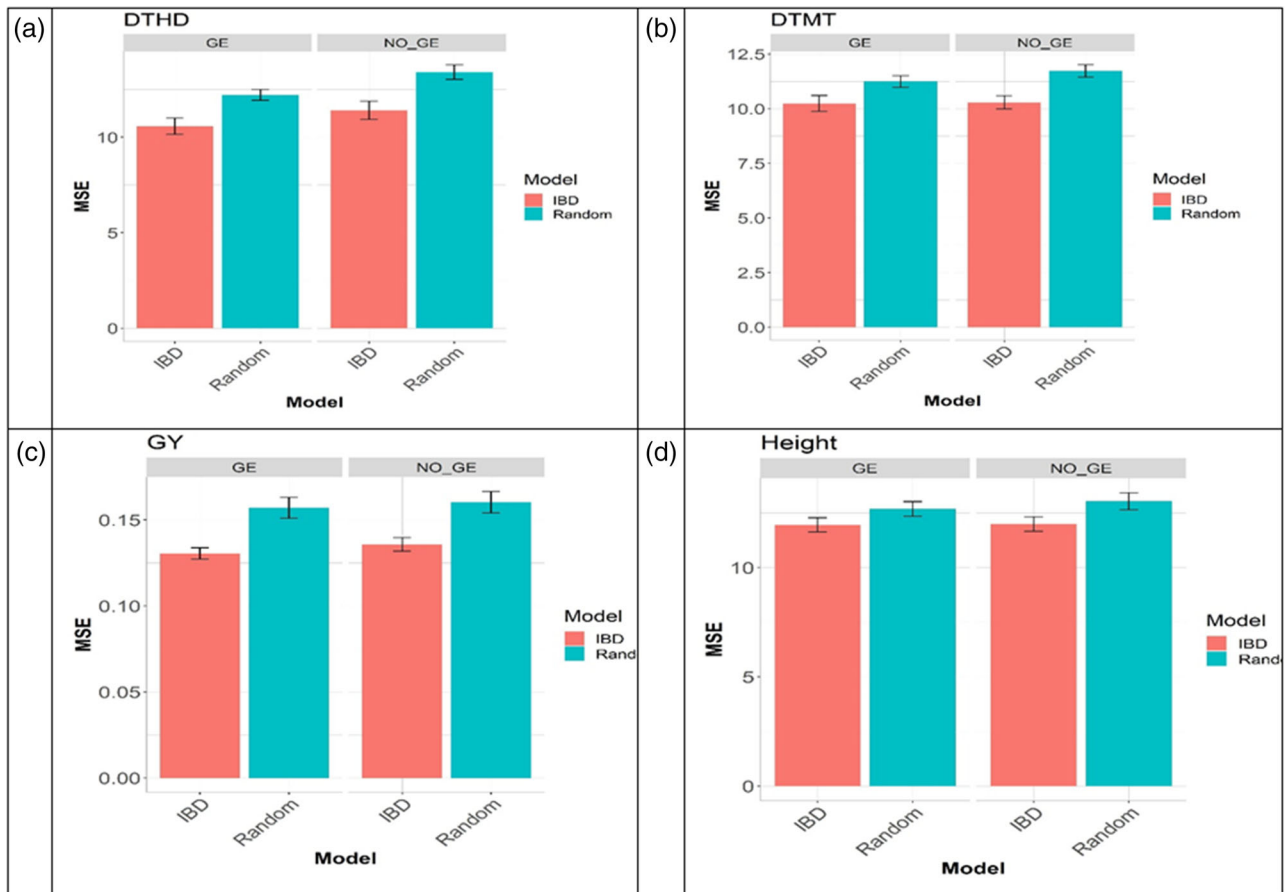 (a)
DTHD
GE NO_GE
MSE
10
5
0
IBD Random IBD Random
Model
Model
IBD
Random
(b)
DTMT
GE NO_GE
MSE
12.5
10.0
7.5
5.0
2.5
0.0
IBD Random IBD Random
Model
Model
IBD
Random
(c)
GY
GE NO_GE
MSE
0.15
0.10
0.05
0.00
IBD Random IBD Random
Model
Model
IBD
Rand
(d)
Height
GE NO_GE
MSE
10
5
0
IBD Random IBD Random
Model
Model
IBD
Rand